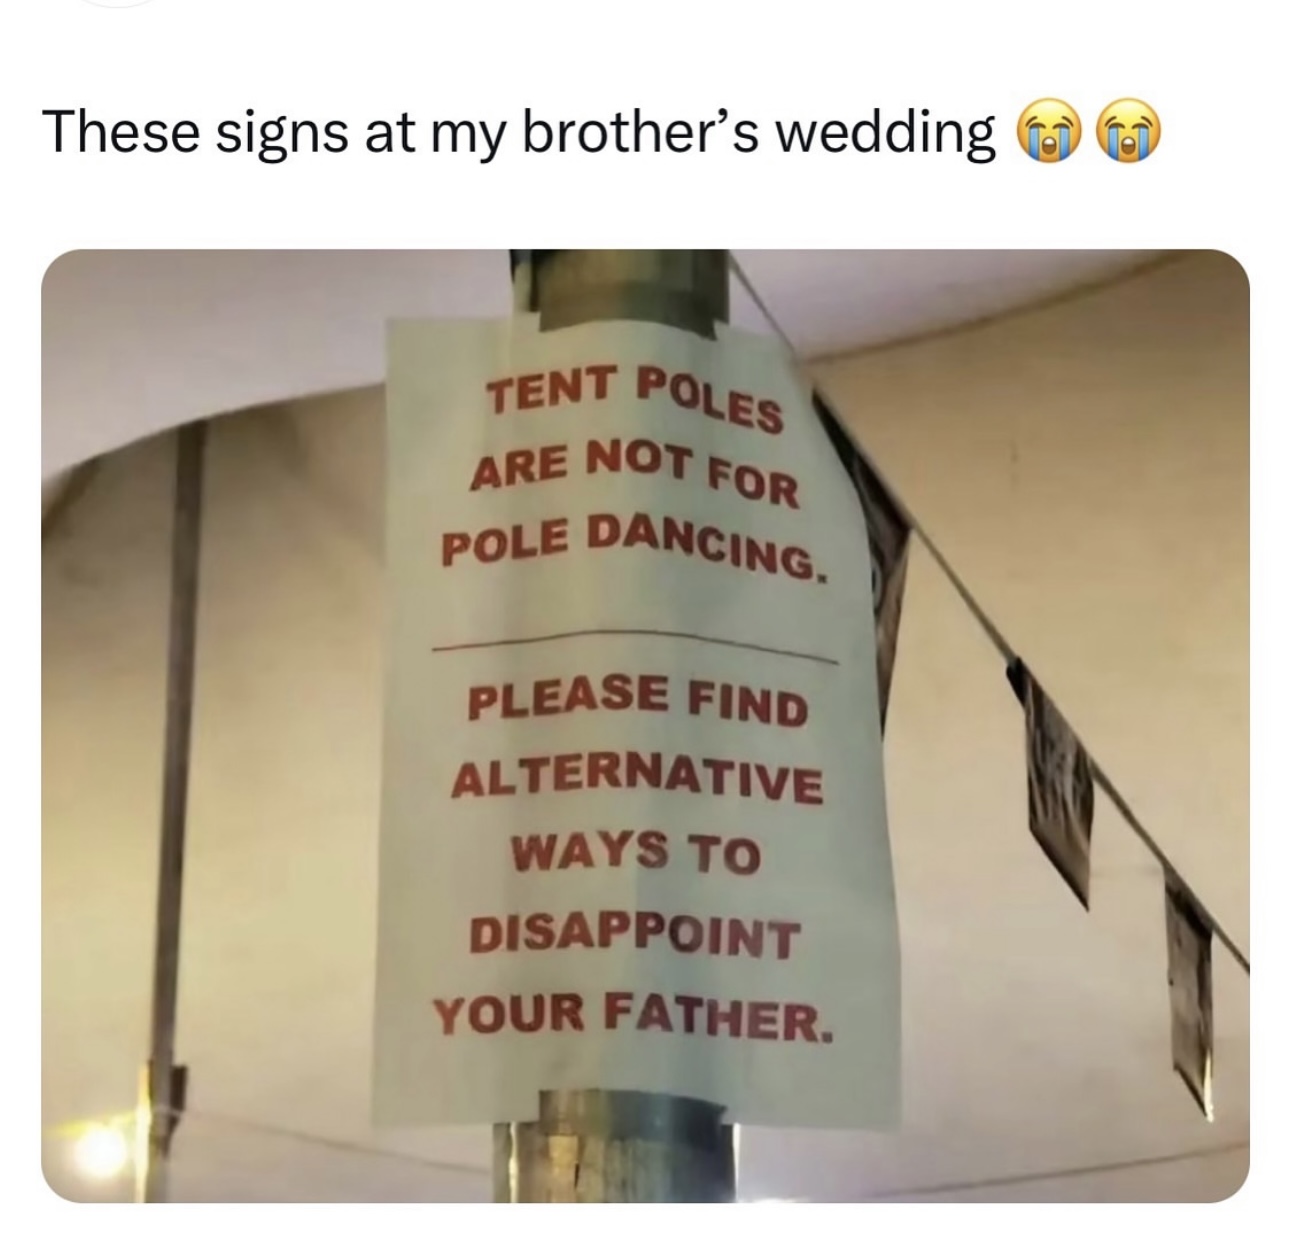 These signs at my brother’s wedding 😭😭
TENT POLES
ARE NOT FOR
POLE DANCING.
PLEASE FIND
ALTERNATIVE
WAYS TO
DISAPPOINT
YOUR FATHER.